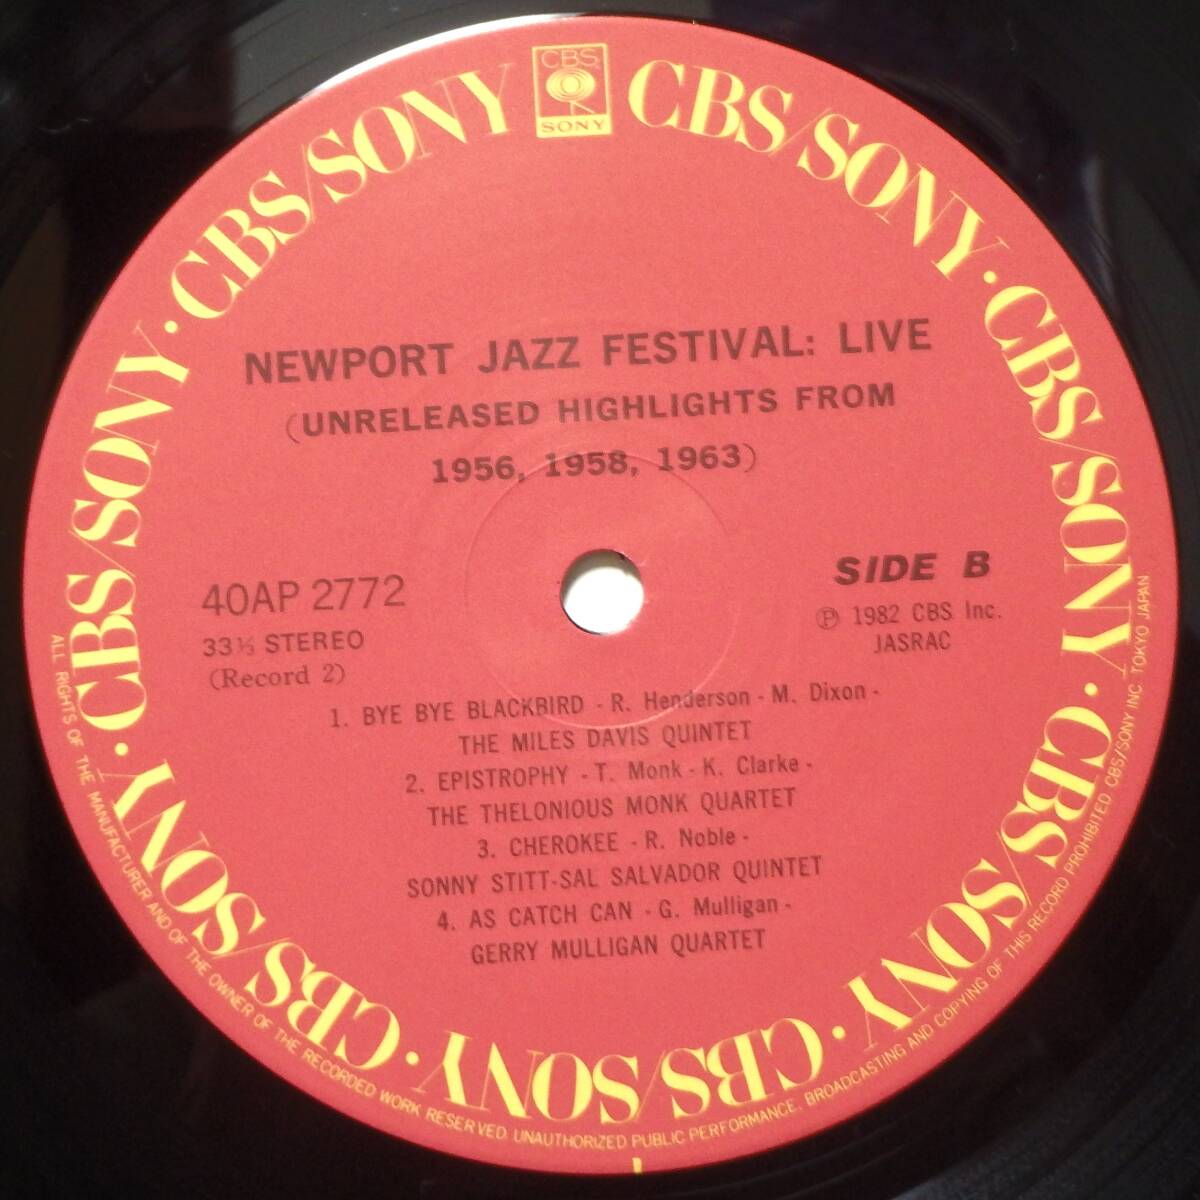 CBS
SONY
CBS/SONY · CBS/SONY · CBS/SONY · CBS/SONY · CBS/SONY · CBS/SONY · CBS/SONY · CBS/SONY
NEWPORT JAZZ FESTIVAL: LIVE
(UNRELEASED HIGHLIGHTS FROM
1956, 1958, 1963)
40AP 2772
33⅓ STEREO
(Record 2)
SIDE B
℗ 1982 CBS Inc.
JASRAC
1. BYE BYE BLACKBIRD - R. Henderson - M. Dixon -
THE MILES DAVIS QUINTET
2. EPISTROPHY - T. Monk - K. Clarke -
THE THELONIOUS MONK QUARTET
3. CHEROKEE - R. Noble -
SONNY STITT-SAL SALVADOR QUINTET
4. AS CATCH CAN - G. Mulligan -
GERRY MULLIGAN QUARTET
ALL RIGHTS OF THE MANUFACTURER AND OF THE OWNER OF THE RECORDED WORK RESERVED. UNAUTHORIZED PUBLIC PERFORMANCE, BROADCASTING AND COPYING OF THIS RECORD PROHIBITED CBS/SONY INC. TOKYO JAPAN